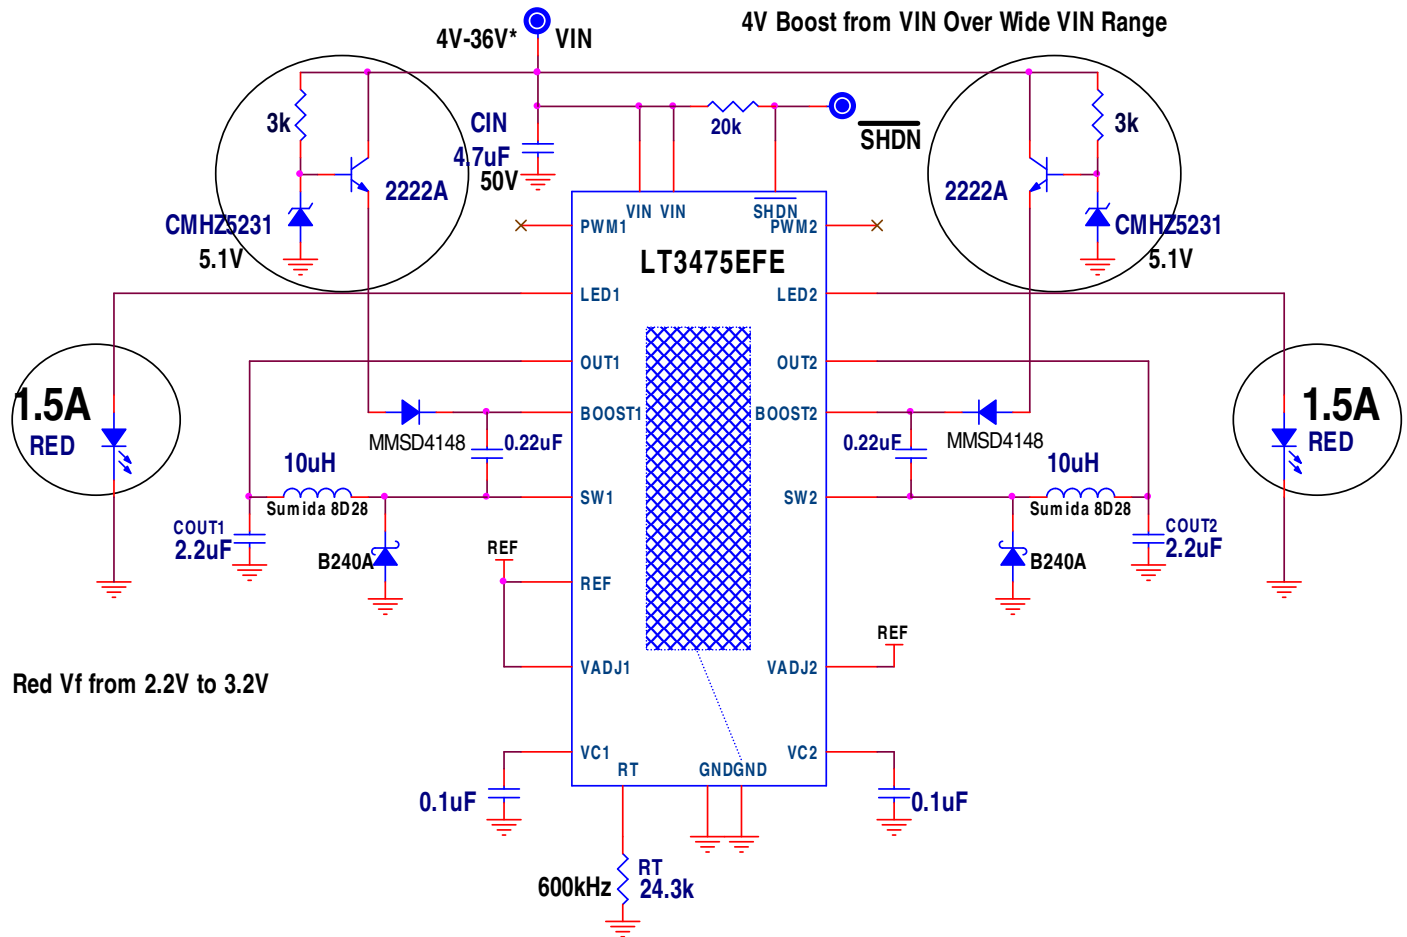 4V Boost from VIN Over Wide VIN Range
4V-36V*
VIN
3k
CIN
4.7uF
50V
20k
SHDN
3k
2222A
2222A
CMHZ5231
5.1V
CMHZ5231
5.1V
VIN VIN
SHDN
PWM1
PWM2
LT3475EFE
LED1
LED2
OUT1
OUT2
1.5A
RED
1.5A
RED
BOOST1
BOOST2
MMSD4148
0.22uF
0.22uF
MMSD4148
10uH
Sumida 8D28
10uH
Sumida 8D28
SW1
SW2
COUT1
2.2uF
COUT2
2.2uF
B240A
B240A
REF
REF
REF
VADJ1
VADJ2
Red Vf from 2.2V to 3.2V
VC1
VC2
RT
GND GND
0.1uF
0.1uF
600kHz
RT
24.3k